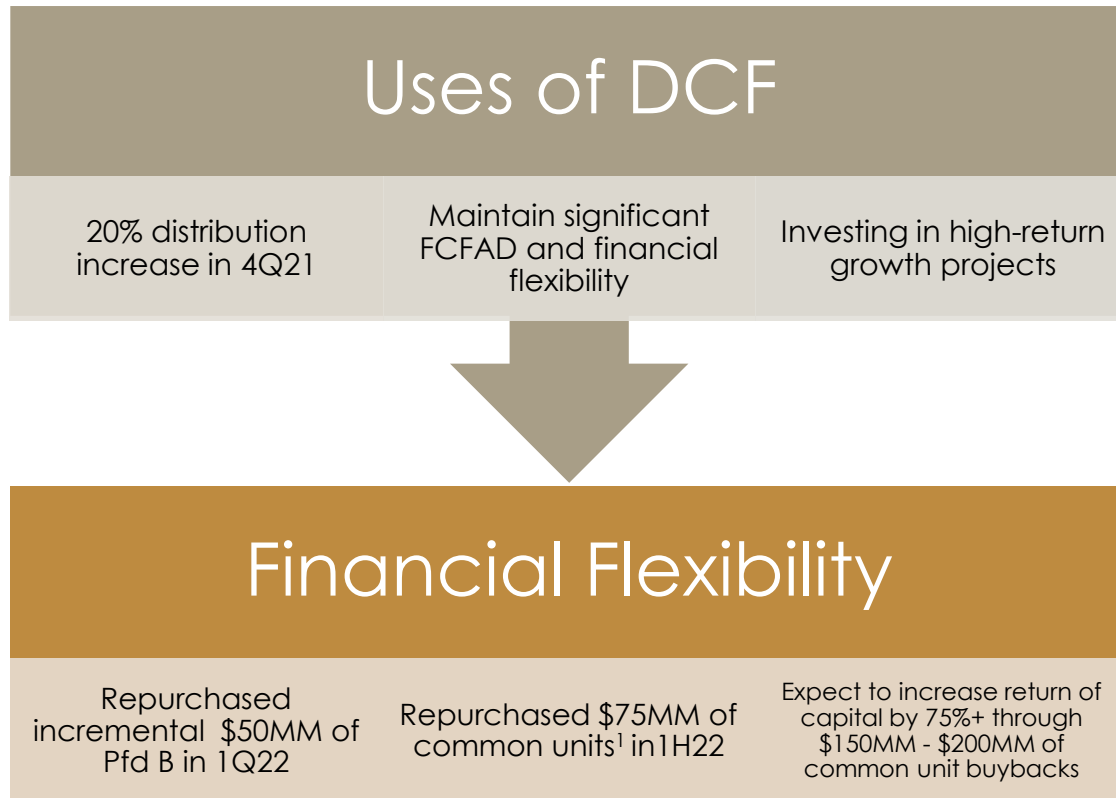 Uses of DCF
20% distribution
increase in 4Q21
Maintain significant
FCFAD and financial
flexibility
Investing in high-return
growth projects
Financial Flexibility
Repurchased
incremental $50MM of
Pfd B in 1Q22
Repurchased $75MM of
common units¹ in1H22
Expect to increase return of
capital by 75%+ through
$150MM - $200MM of
common unit buybacks